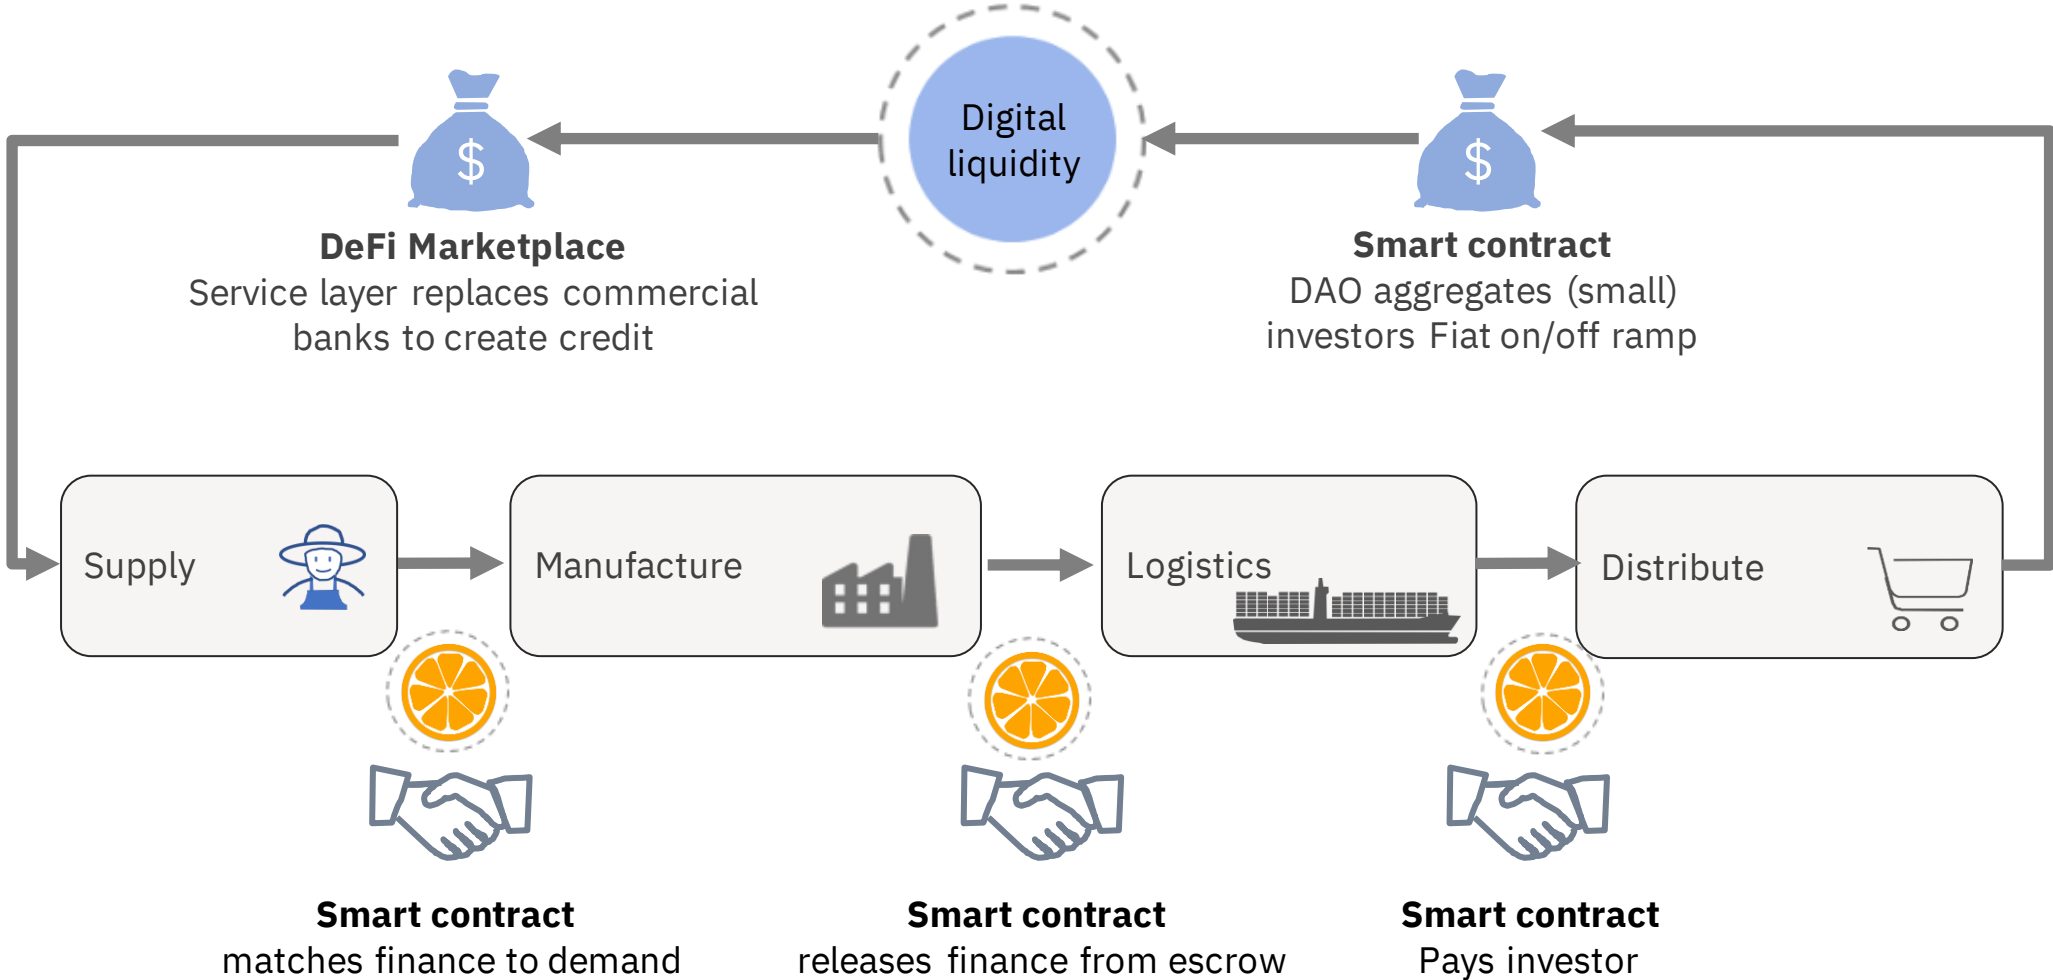 Digital
liquidity
$
$
DeFi Marketplace
Service layer replaces commercial
banks to create credit
Smart contract
DAO aggregates (small)
investors Fiat on/off ramp
Supply
Manufacture
Logistics
Distribute
Smart contract
matches finance to demand
Smart contract
releases finance from escrow
Smart contract
Pays investor